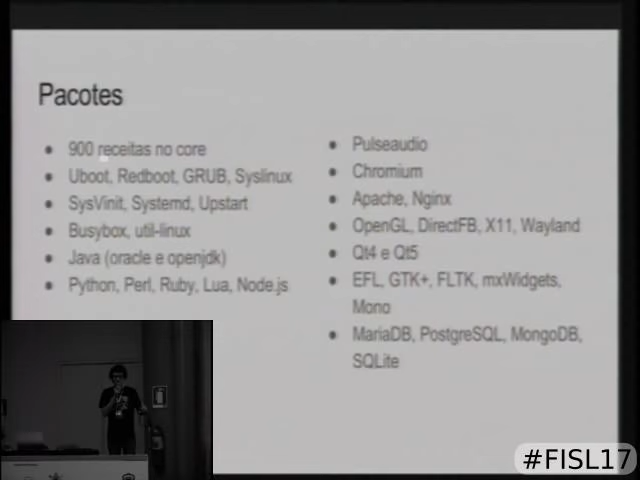 Pacotes
900 receitas no core
Uboot, Redboot, GRUB, Syslinux
SysVinit, Systemd, Upstart
Busybox, util-linux
Java (oracle e openjdk)
Python, Perl, Ruby, Lua, Node.js
Pulseaudio
Chromium
Apache, Nginx
OpenGL, DirectFB, X11, Wayland
Qt4 e Qt5
EFL, GTK+, FLTK, mxWidgets,
Mono
MariaDB, PostgreSQL, MongoDB,
SQLite
#FISL17